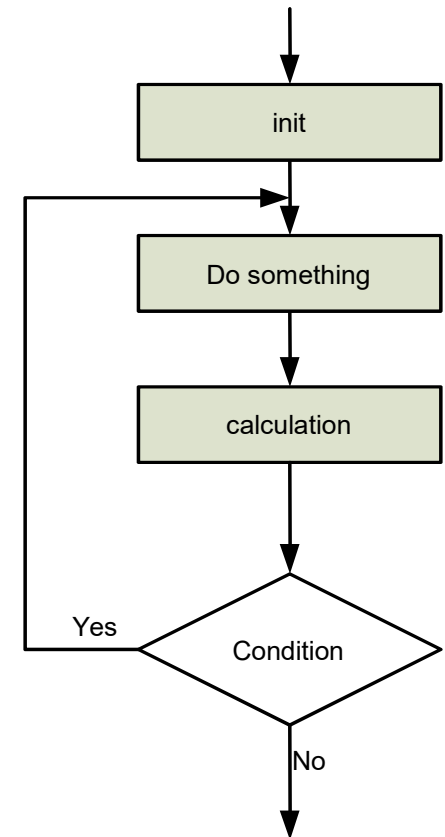 init
Do something
calculation
Condition
Yes
No